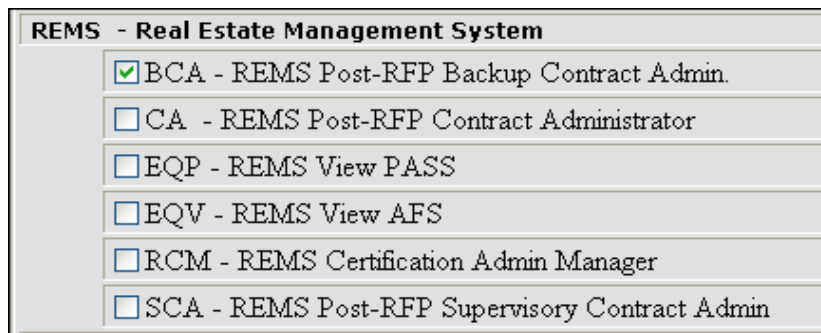 REMS - Real Estate Management System
BCA - REMS Post-RFP Backup Contract Admin.
CA - REMS Post-RFP Contract Administrator
EQP - REMS View PASS
EQV - REMS View AFS
RCM - REMS Certification Admin Manager
SCA - REMS Post-RFP Supervisory Contract Admin